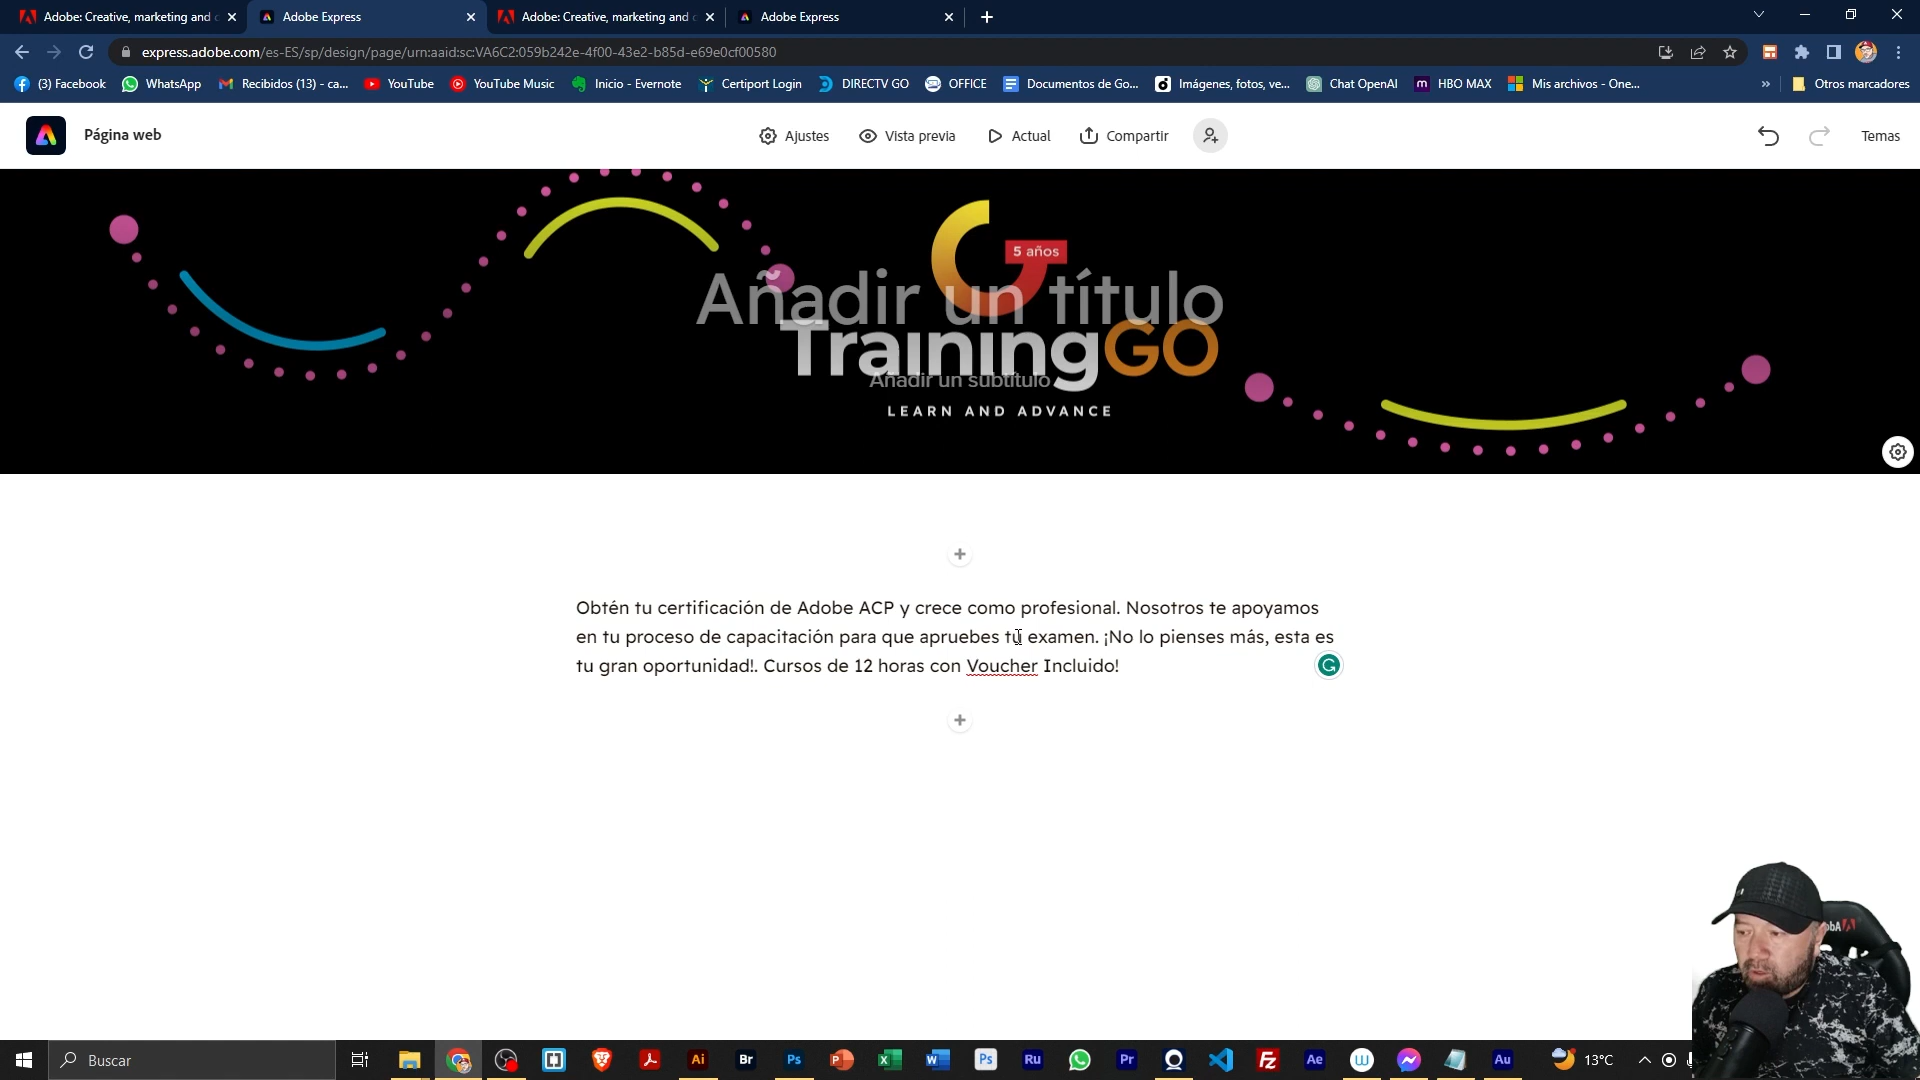 Adobe: Creative, marketing and
Adobe Express
Adobe: Creative, marketing and
Adobe Express
express.adobe.com/es-ES/sp/design/page/urn:aaid:sc:VA6C2:059b242e-4f00-43e2-b85d-e69e0cf00580
(3) Facebook
WhatsApp
Recibidos (13) - ca...
YouTube
YouTube Music
Inicio - Evernote
Certiport Login
DIRECTV GO
OFFICE
Documentos de Go...
Imágenes, fotos, ve...
Chat OpenAI
HBO MAX
Mis archivos - One...
»
Otros marcadores
Página web
Ajustes
Vista previa
Actual
Compartir
Temas
5 años
Añadir un título
TrainingGO
Añadir un subtítulo
LEARN AND ADVANCE
Obtén tu certificación de Adobe ACP y crece como profesional. Nosotros te apoyamos
en tu proceso de capacitación para que apruebes tu examen. ¡No lo pienses más, esta es
tu gran oportunidad!. Cursos de 12 horas con Voucher Incluido!
Buscar
Ai
Br
Ps
Ps
Ru
Pr
Fz
Ae
Au
13°C